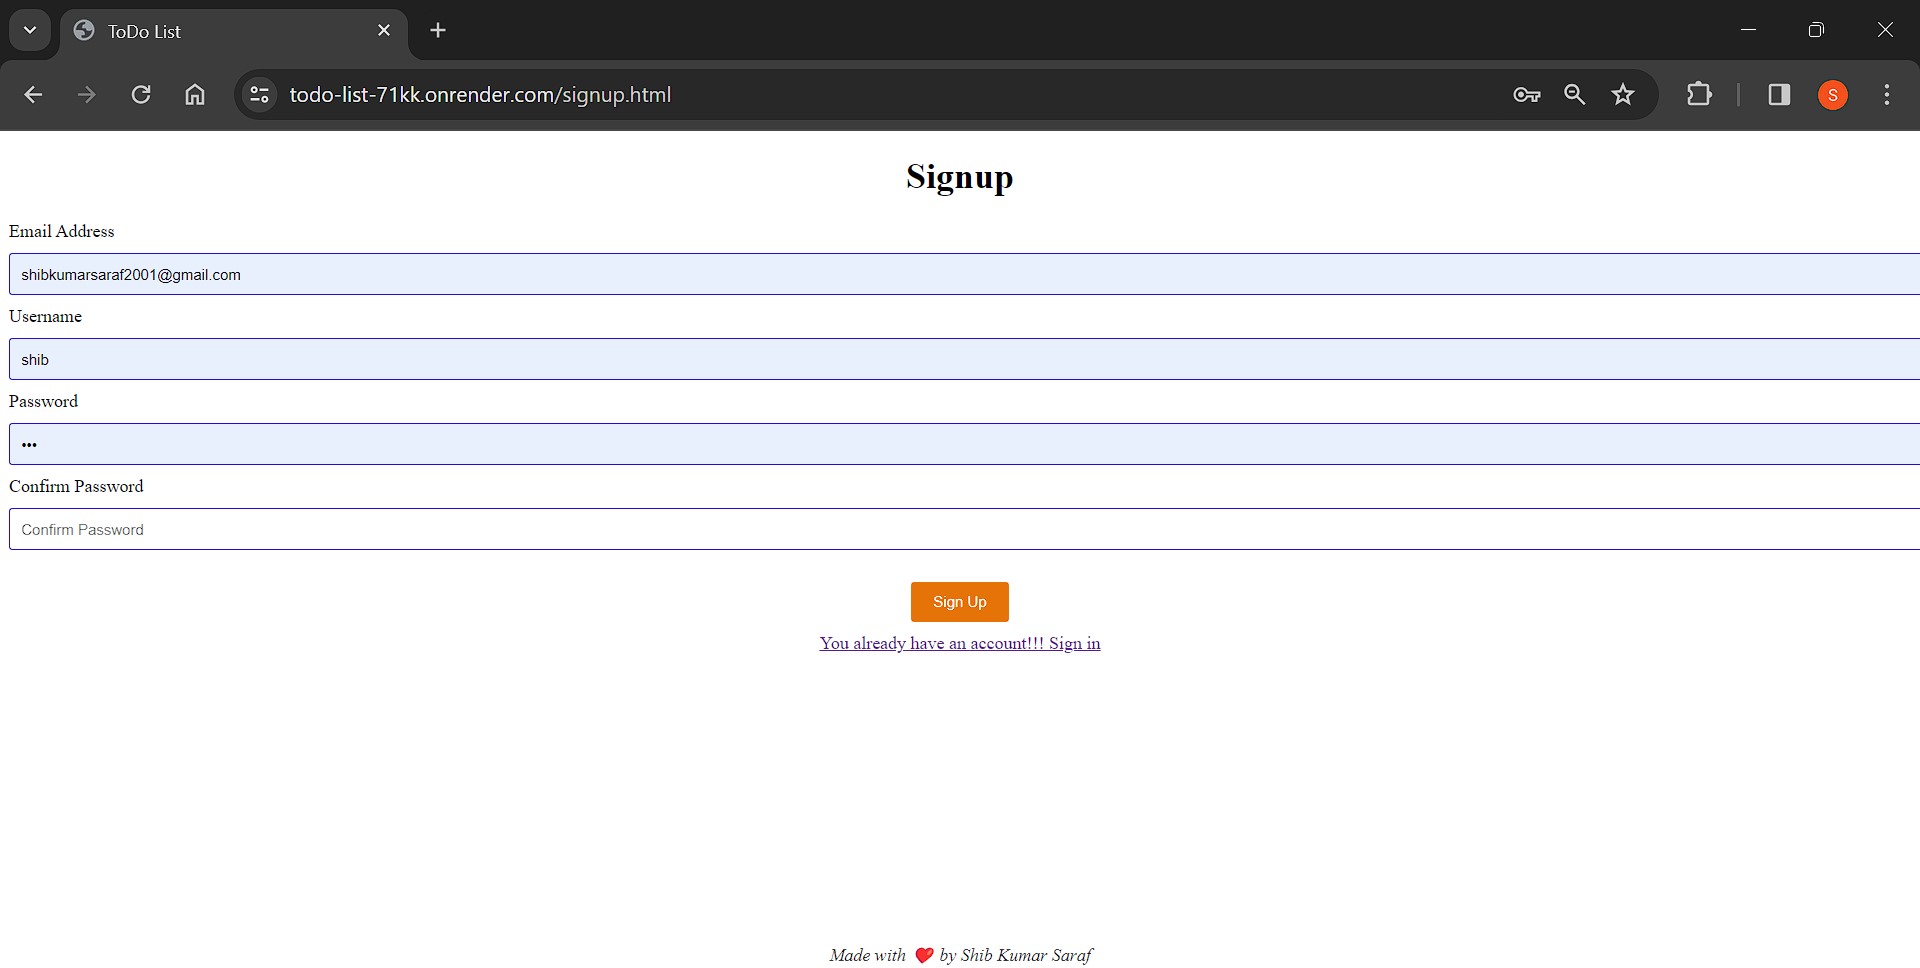 ToDo List
todo-list-71kk.onrender.com/signup.html
S
Signup
Email Address
shibkumarsaraf2001@gmail.com
Username
shib
Password
•••
Confirm Password
Confirm Password
Sign Up
You already have an account!!! Sign in
Made with ❤️ by Shib Kumar Saraf